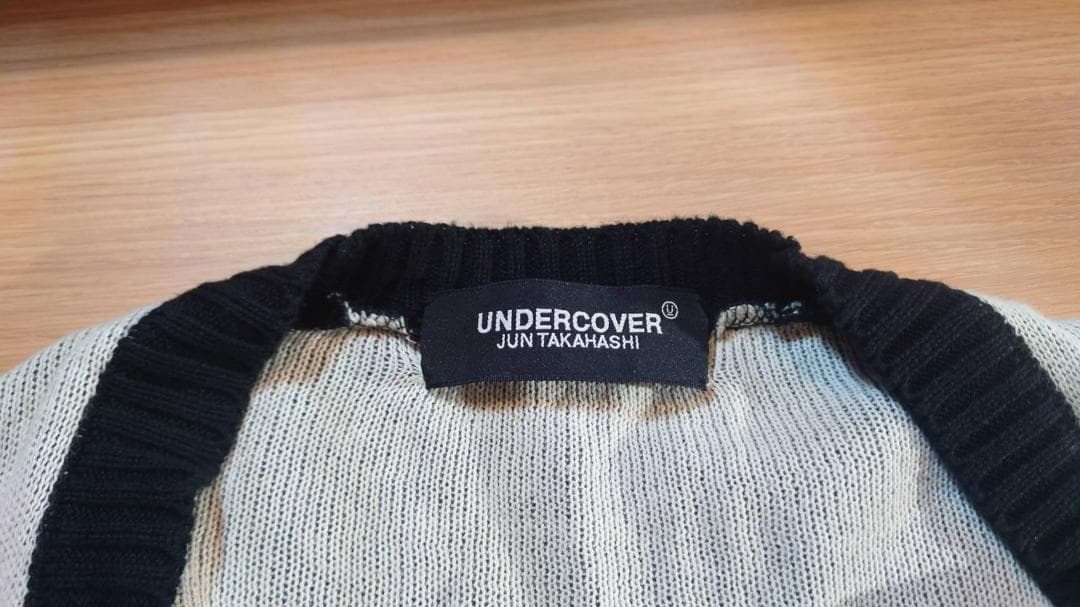 UNDERCOVER Ⓤ
JUN TAKAHASHI